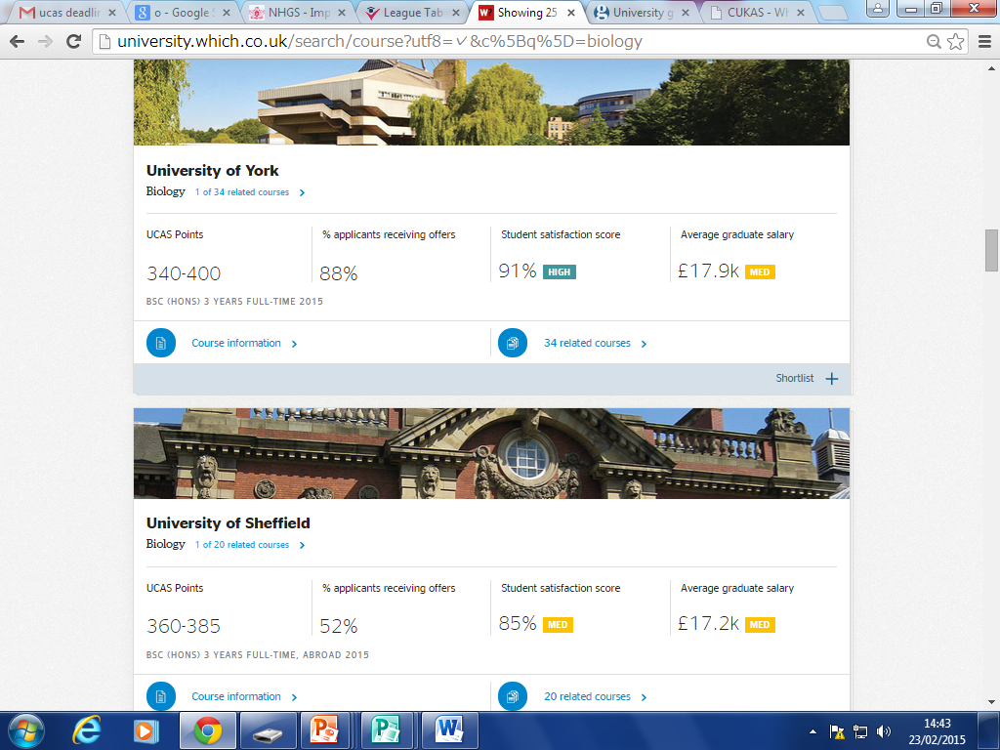 ucas deadlin
o - Google S
NHGS - Imp
League Tab
Showing 25
University g
CUKAS - Wh
university.which.co.uk/search/course?utf8=✓&c%5Bq%5D=biology
University of York
Biology 1 of 34 related courses
UCAS Points % applicants receiving offers Student satisfaction score Average graduate salary
340-400 88% 91% HIGH £17.9k MED
BSC (HONS) 3 YEARS FULL-TIME 2015
Course information 34 related courses
Shortlist +
University of Sheffield
Biology 1 of 20 related courses
UCAS Points % applicants receiving offers Student satisfaction score Average graduate salary
360-385 52% 85% MED £17.2k MED
BSC (HONS) 3 YEARS FULL-TIME, ABROAD 2015
Course information 20 related courses
14:43
23/02/2015